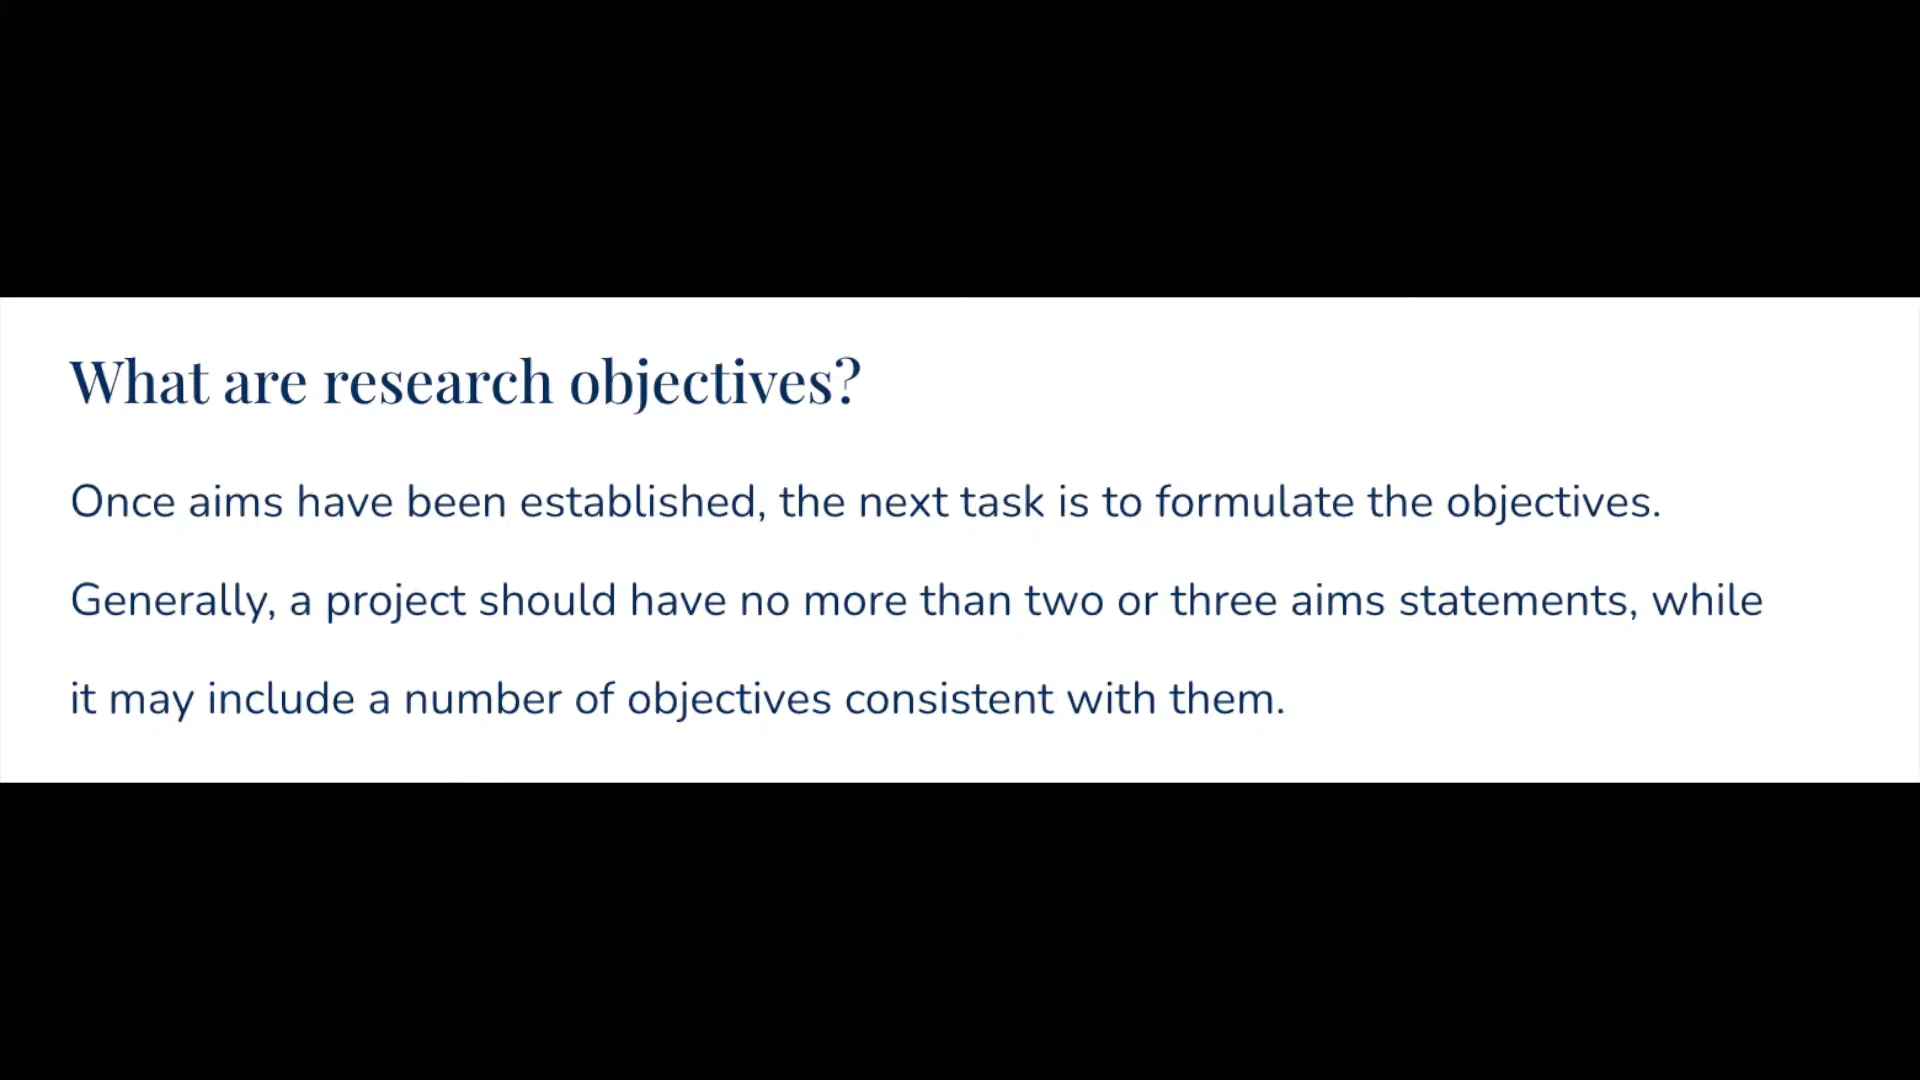 What are research objectives?
Once aims have been established, the next task is to formulate the objectives.
Generally, a project should have no more than two or three aims statements, while
it may include a number of objectives consistent with them.